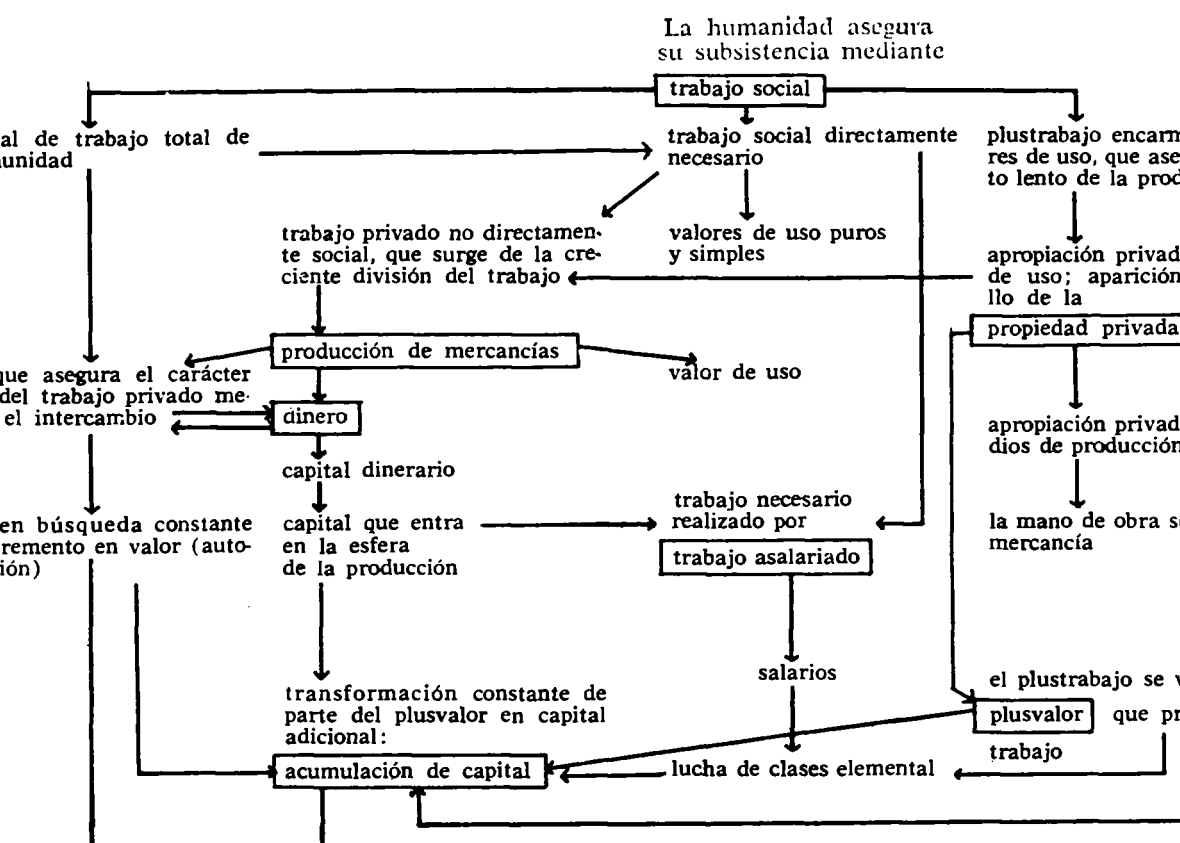 La humanidad asegura
su subsistencia mediante
trabajo social
al de trabajo total de
unidad
trabajo social directamente
necesario
plustrabajo encarn
res de uso, que ase
to lento de la prod
trabajo privado no directamen-
te social, que surge de la cre-
ciente división del trabajo
valores de uso puros
y simples
apropiación privad
de uso; aparición
llo de la
propiedad privada
producción de mercancías
valor de uso
que asegura el carácter
del trabajo privado me-
el intercambio
dinero
apropiación privad
dios de producción
capital dinerario
en búsqueda constante
remento en valor (auto-
ión)
capital que entra
en la esfera
de la producción
trabajo necesario
realizado por
trabajo asalariado
la mano de obra s
mercancía
salarios
transformación constante de
parte del plusvalor en capital
adicional:
acumulación de capital
lucha de clases elemental
el plustrabajo se v
plusvalor que pr
trabajo